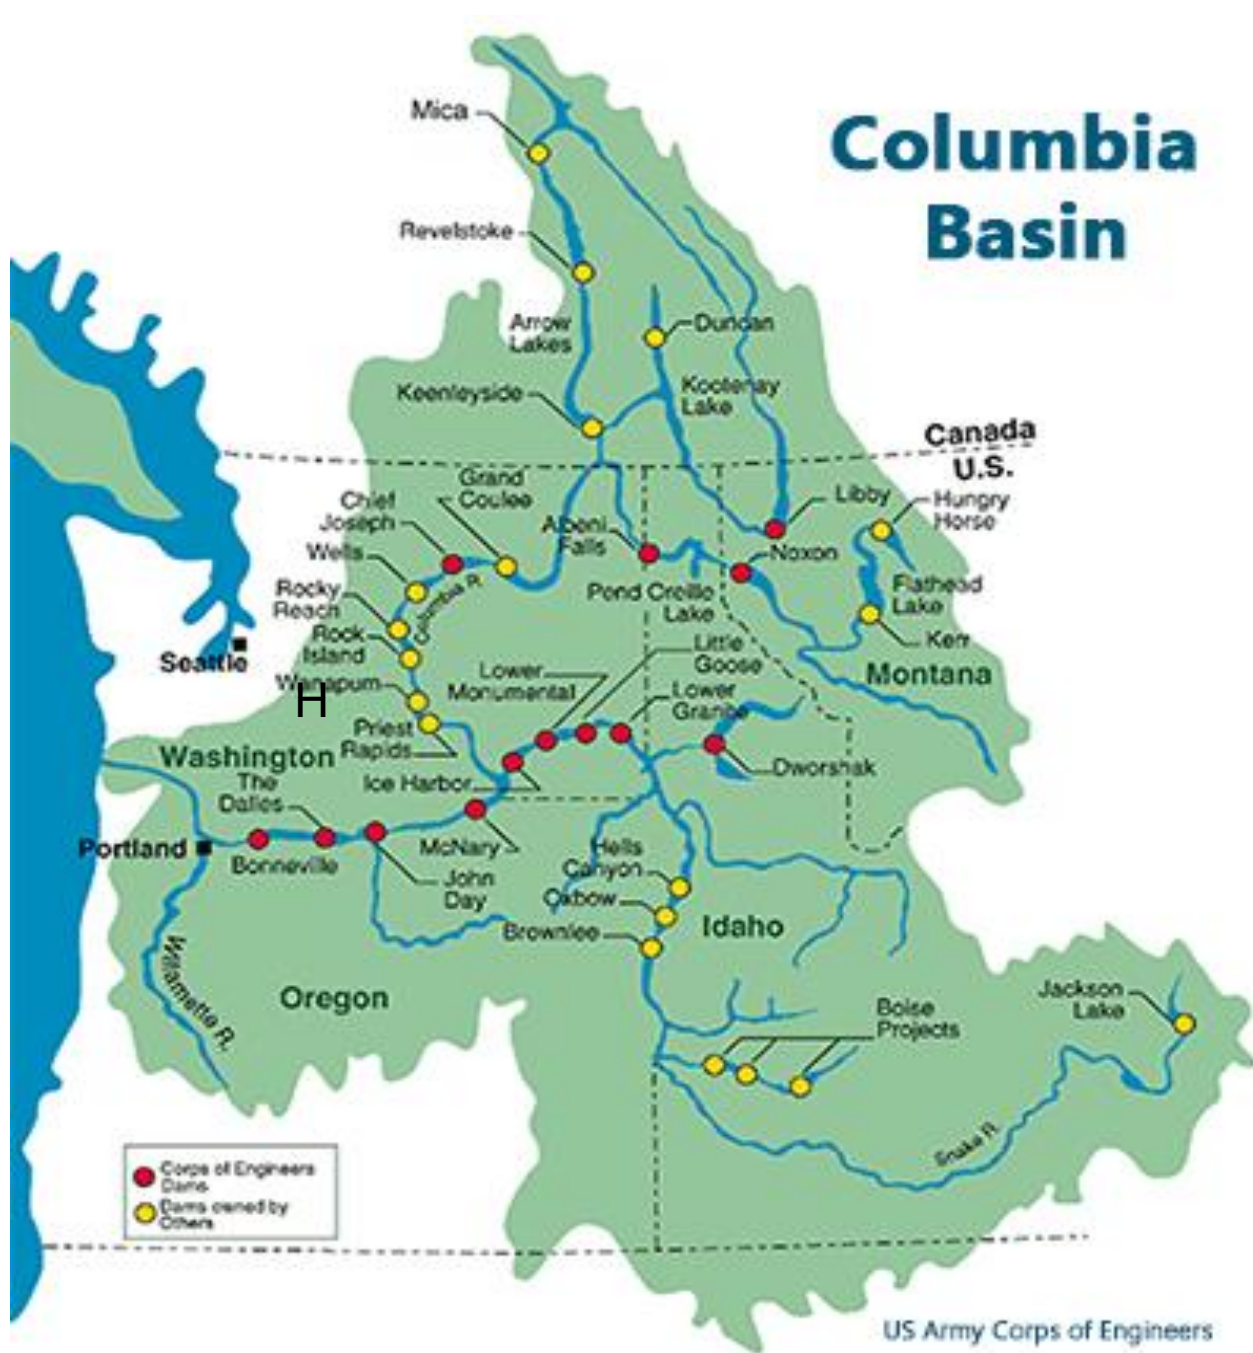 Columbia
Basin
Mica
Revelstoke
Arrow
Lakes
Duncan
Keenleyside
Kootenay
Lake
Canada
U.S.
Grand
Coulee
Chief
Joseph
Libby
Hungry
Horse
Albeni
Falls
Wells
Noxon
Columbia R.
Rocky
Reach
Pend Oreille
Lake
Flathead
Lake
Rock
Island
Kerr
Seattle
Little
Goose
Lower
Monumental
Montana
Wanapum
H
Lower
Granite
Priest
Rapids
Washington
Ice Harbor
Dworshak
The
Dalles
Portland
Bonneville
McNary
Hells
Canyon
John
Day
Oxbow
Brownlee
Idaho
Willamette R.
Oregon
Boise
Projects
Jackson
Lake
Snake R.
Corps of Engineers
Dams
Dams owned by
Others
US Army Corps of Engineers